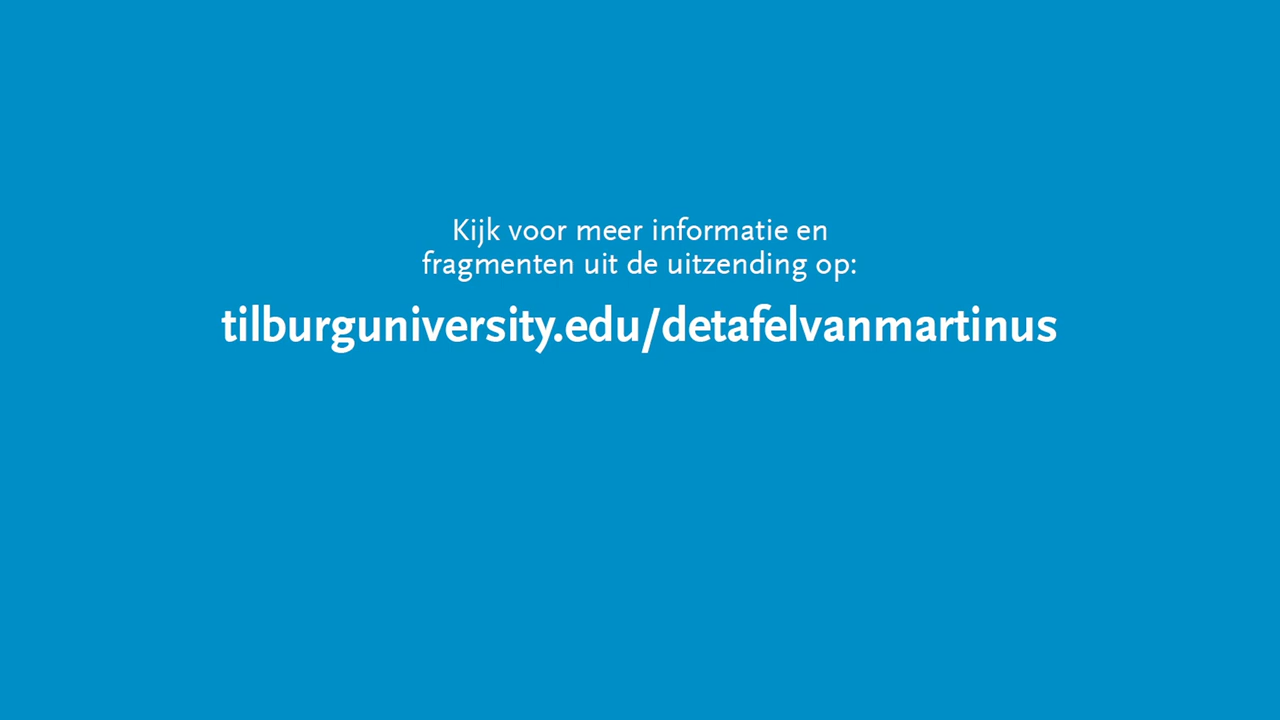 Kijk voor meer informatie en
fragmenten uit de uitzending op:
tilburguniversity.edu/detafelvanmartinus